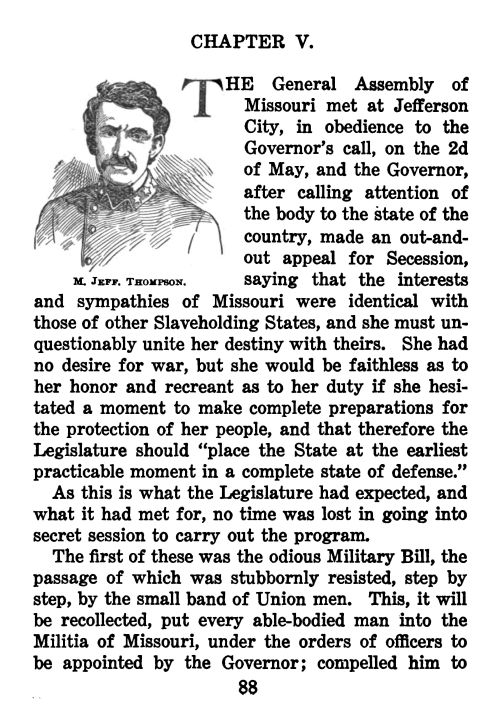 CHAPTER V.
THE General Assembly of
Missouri met at Jefferson
City, in obedience to the
Governor's call, on the 2d
of May, and the Governor,
after calling attention of
the body to the state of the
country, made an out-and-
out appeal for Secession,
M. Jeff. Thompson.
saying that the interests
and sympathies of Missouri were identical with
those of other Slaveholding States, and she must un-
questionably unite her destiny with theirs. She had
no desire for war, but she would be faithless as to
her honor and recreant as to her duty if she hesi-
tated a moment to make complete preparations for
the protection of her people, and that therefore the
Legislature should "place the State at the earliest
practicable moment in a complete state of defense."
As this is what the Legislature had expected, and
what it had met for, no time was lost in going into
secret session to carry out the program.
The first of these was the odious Military Bill, the
passage of which was stubbornly resisted, step by
step, by the small band of Union men. This, it will
be recollected, put every able-bodied man into the
Militia of Missouri, under the orders of officers to
be appointed by the Governor; compelled him to
88